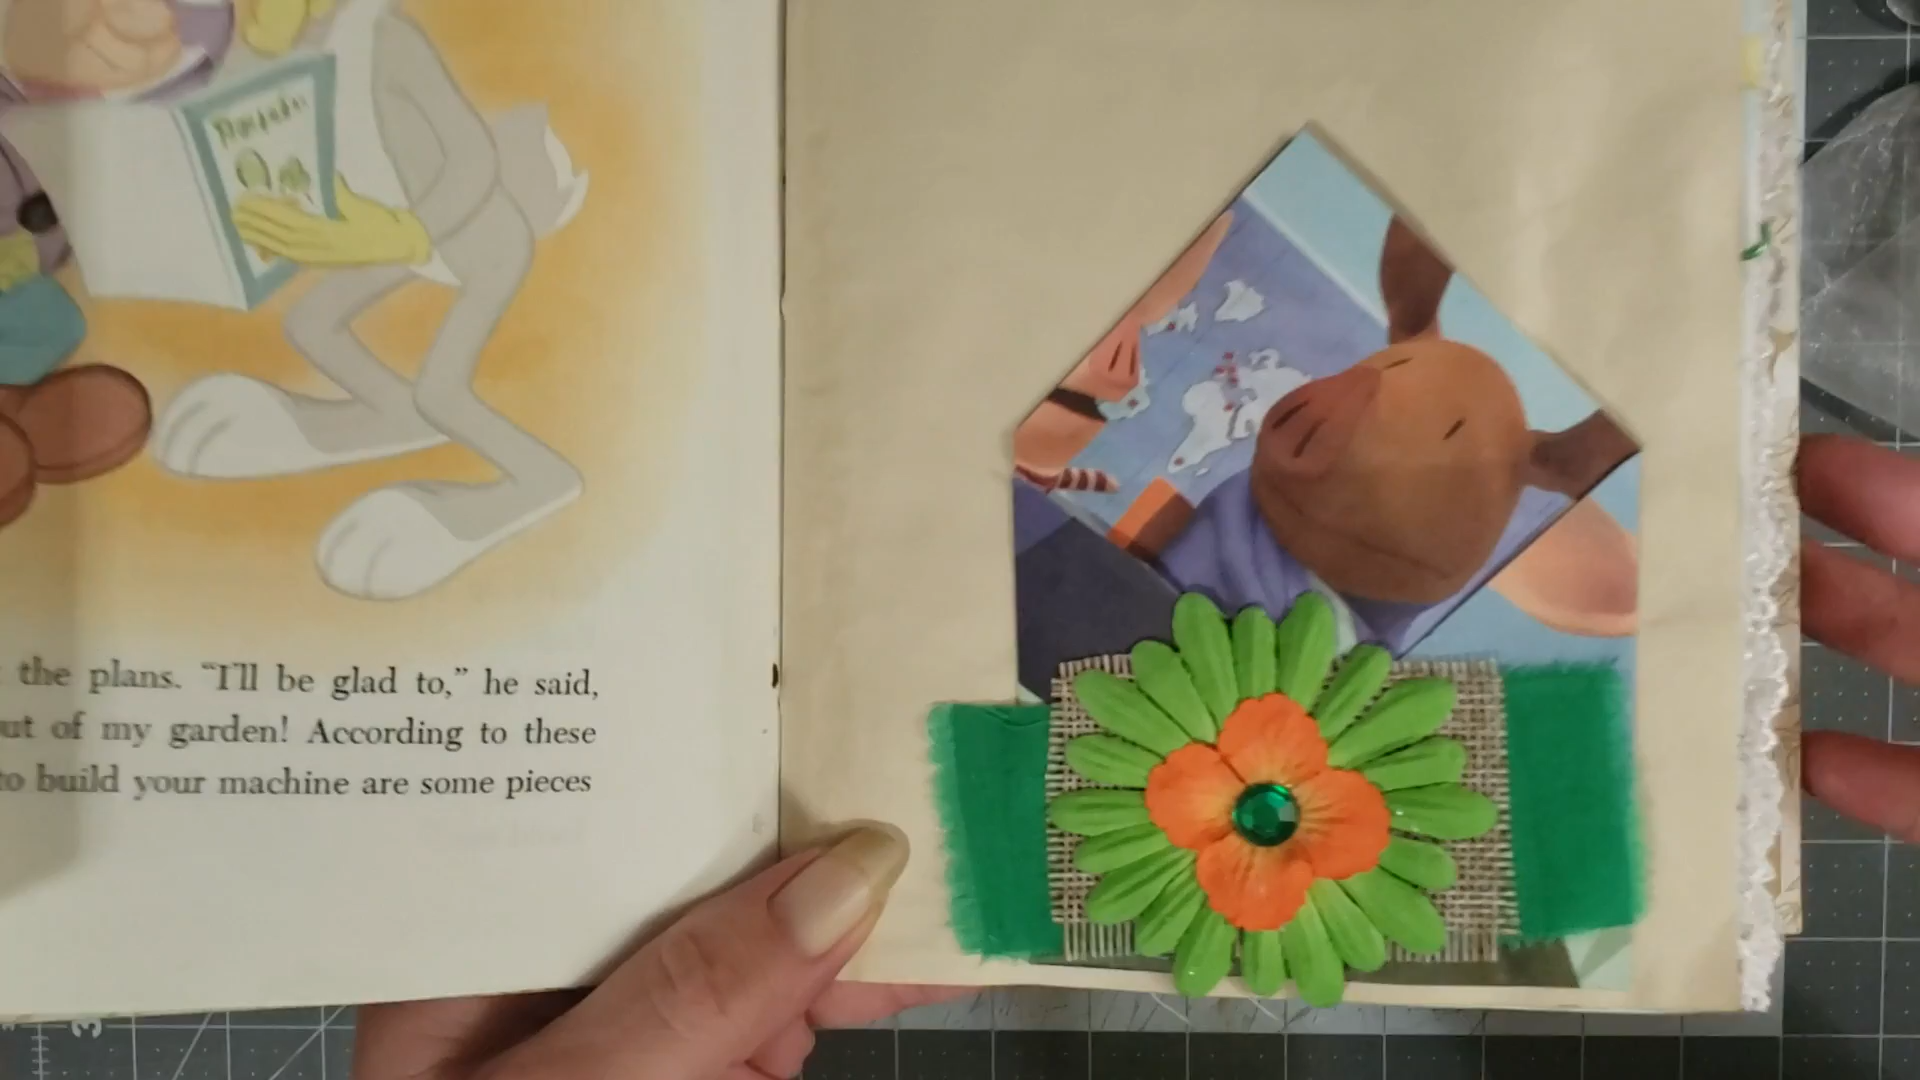 the plans. “I'll be glad to,” he said,
ut of my garden! According to these
to build your machine are some pieces